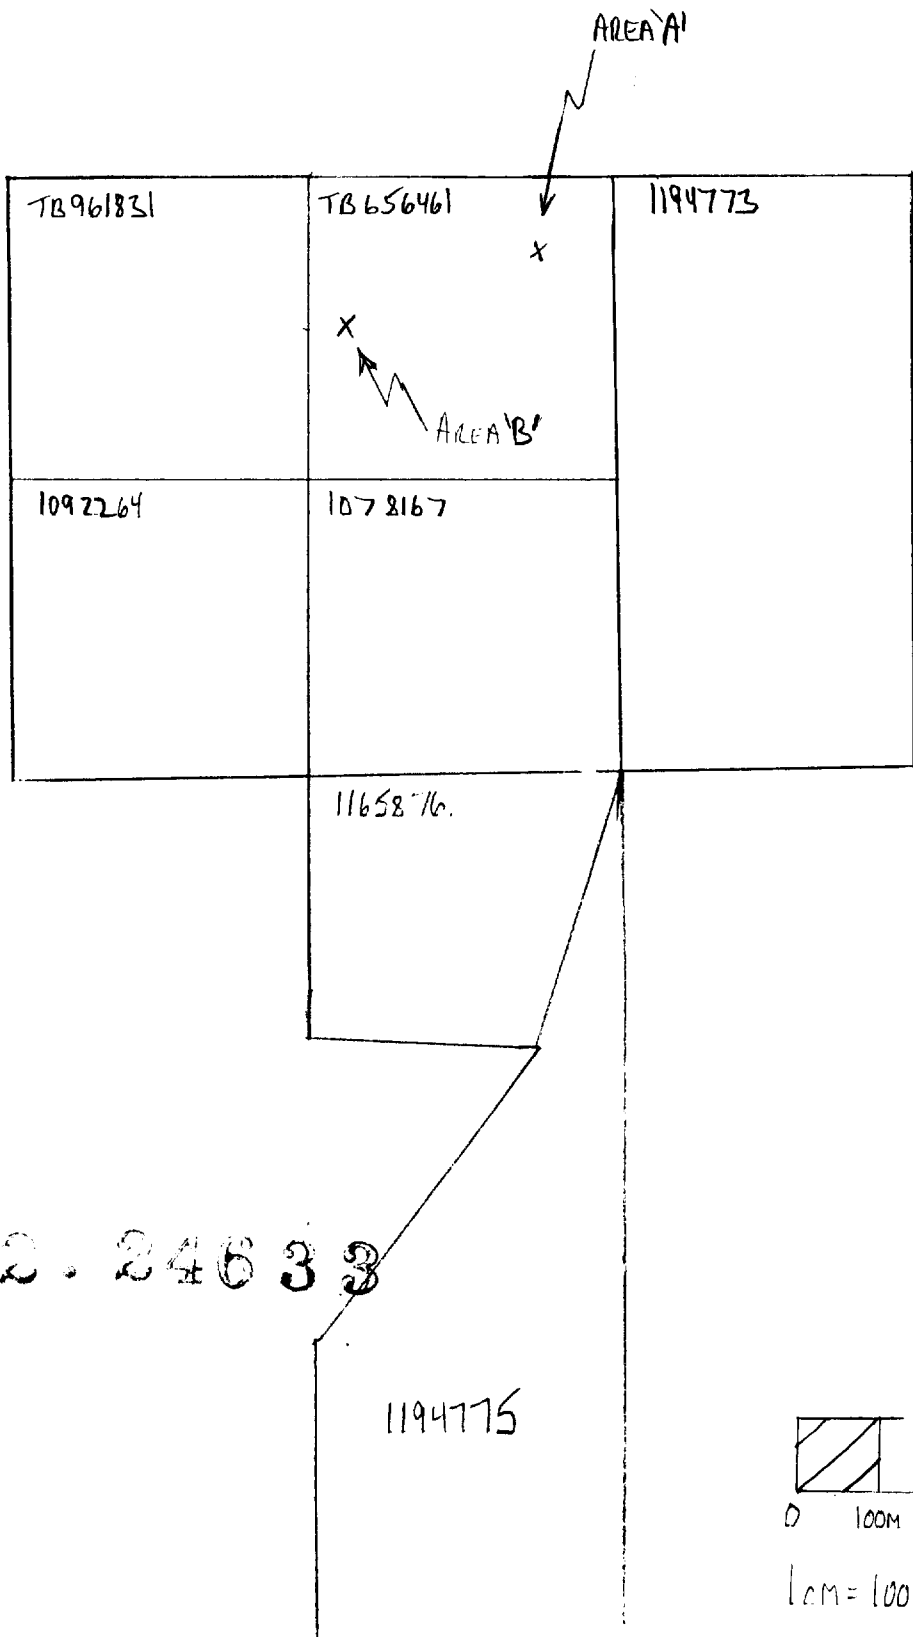 AREA 'A'
TB961831
TB656461
1194773
AREA 'B'
1092264
1078167
1165876.
2.24633
1194775
0 100M
1cM = 100